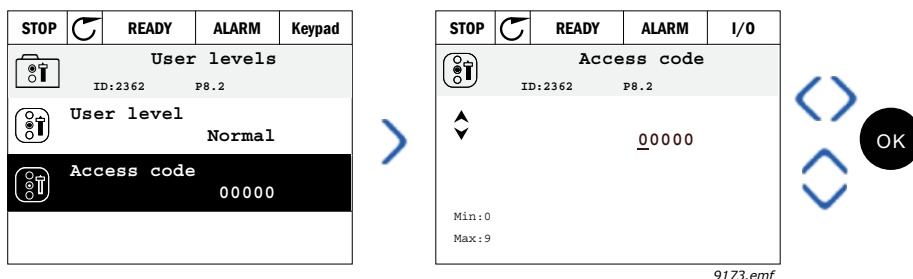 STOP READY ALARM Keypad
User levels
ID:2362 P8.2
User level
Normal
Access code
00000
STOP READY ALARM I/O
Access code
ID:2362 P8.2
00000
Min:0
Max:9
OK
9173.emf